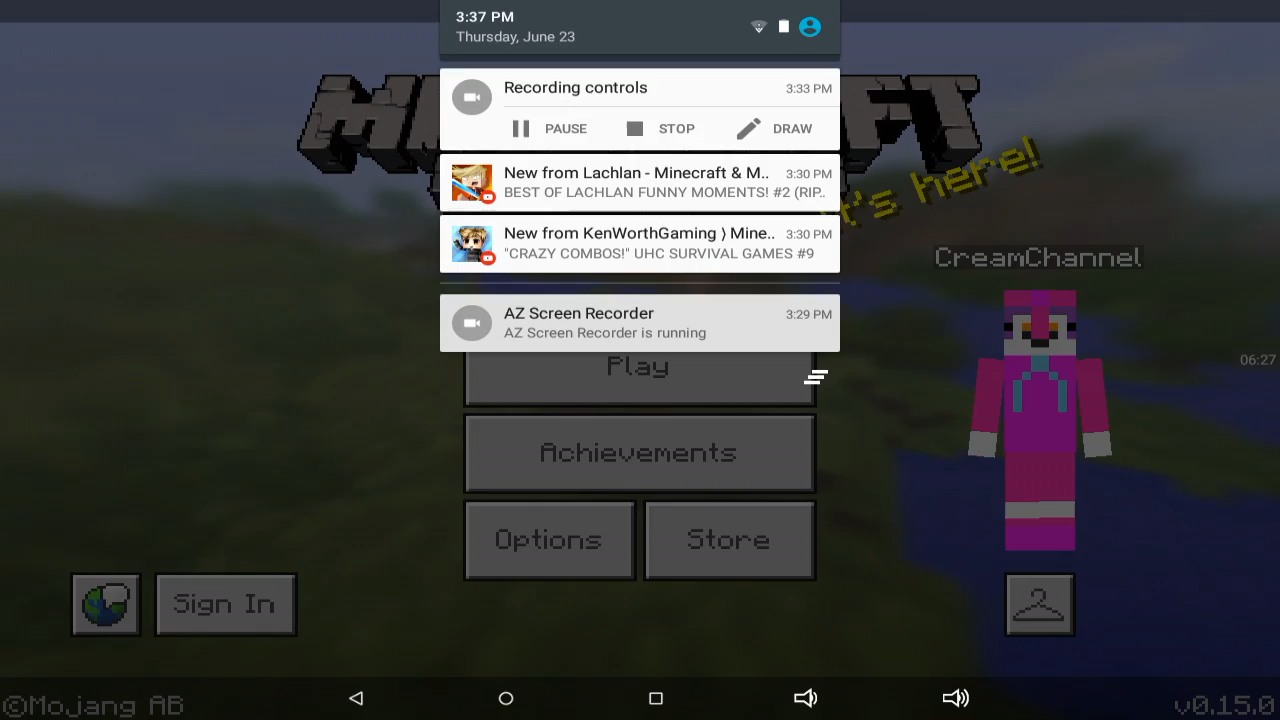 3:37 PM
Thursday, June 23
Recording controls 3:33 PM
PAUSE STOP DRAW
New from Lachlan - Minecraft & M.. 3:30 PM
BEST OF LACHLAN FUNNY MOMENTS! #2 (RIP..
New from KenWorthGaming ⟩ Mine.. 3:30 PM
"CRAZY COMBOS!" UHC SURVIVAL GAMES #9
AZ Screen Recorder 3:29 PM
AZ Screen Recorder is running
't's here!
CreamChannel
06:27
Play
Achievements
Options Store
Sign In
©Mojang AB
v0.15.0